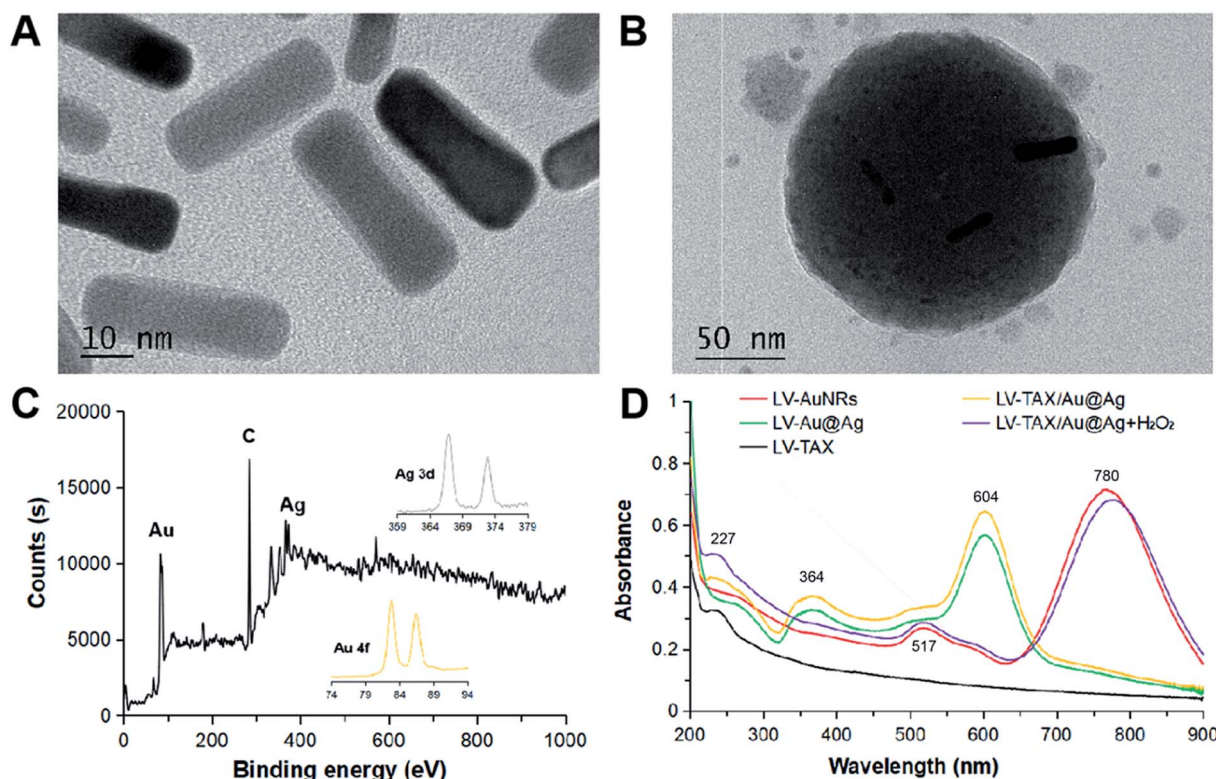 A
10 nm
B
50 nm
C
20000
15000
10000
5000
0
Counts (s)
Au
C
Ag
Ag 3d
359 364 369 374 379
Au 4f
74 79 84 89 94
0 200 400 600 800 1000
Binding energy (eV)
D
LV-AuNRs
LV-TAX/Au@Ag
LV-Au@Ag
LV-TAX/Au@Ag+H₂O₂
LV-TAX
1
0.8
0.6
0.4
0.2
0
Absorbance
227
364
517
604
780
200 300 400 500 600 700 800 900
Wavelength (nm)